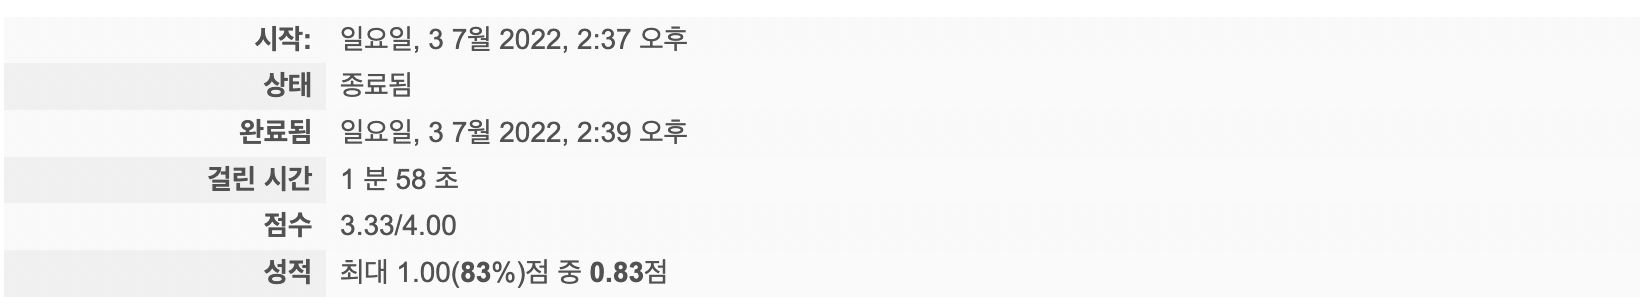 시작: 일요일, 3 7월 2022, 2:37 오후
상태 종료됨
완료됨 일요일, 3 7월 2022, 2:39 오후
걸린 시간 1 분 58 초
점수 3.33/4.00
성적 최대 1.00(83%)점 중 0.83점